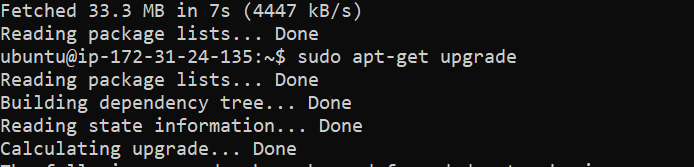 Fetched 33.3 MB in 7s (4447 kB/s)
Reading package lists... Done
ubuntu@ip-172-31-24-135:~$ sudo apt-get upgrade
Reading package lists... Done
Building dependency tree... Done
Reading state information... Done
Calculating upgrade... Done